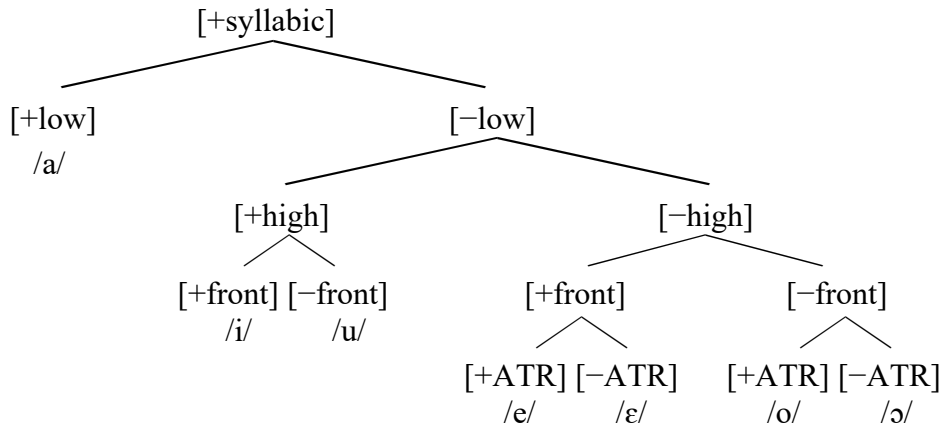 [+syllabic]
[+low] [−low]
/a/
[+high] [−high]
[+front] [−front] [+front] [−front]
/i/ /u/
[+ATR] [−ATR] [+ATR] [−ATR]
/e/ /ɛ/ /o/ /ɔ/